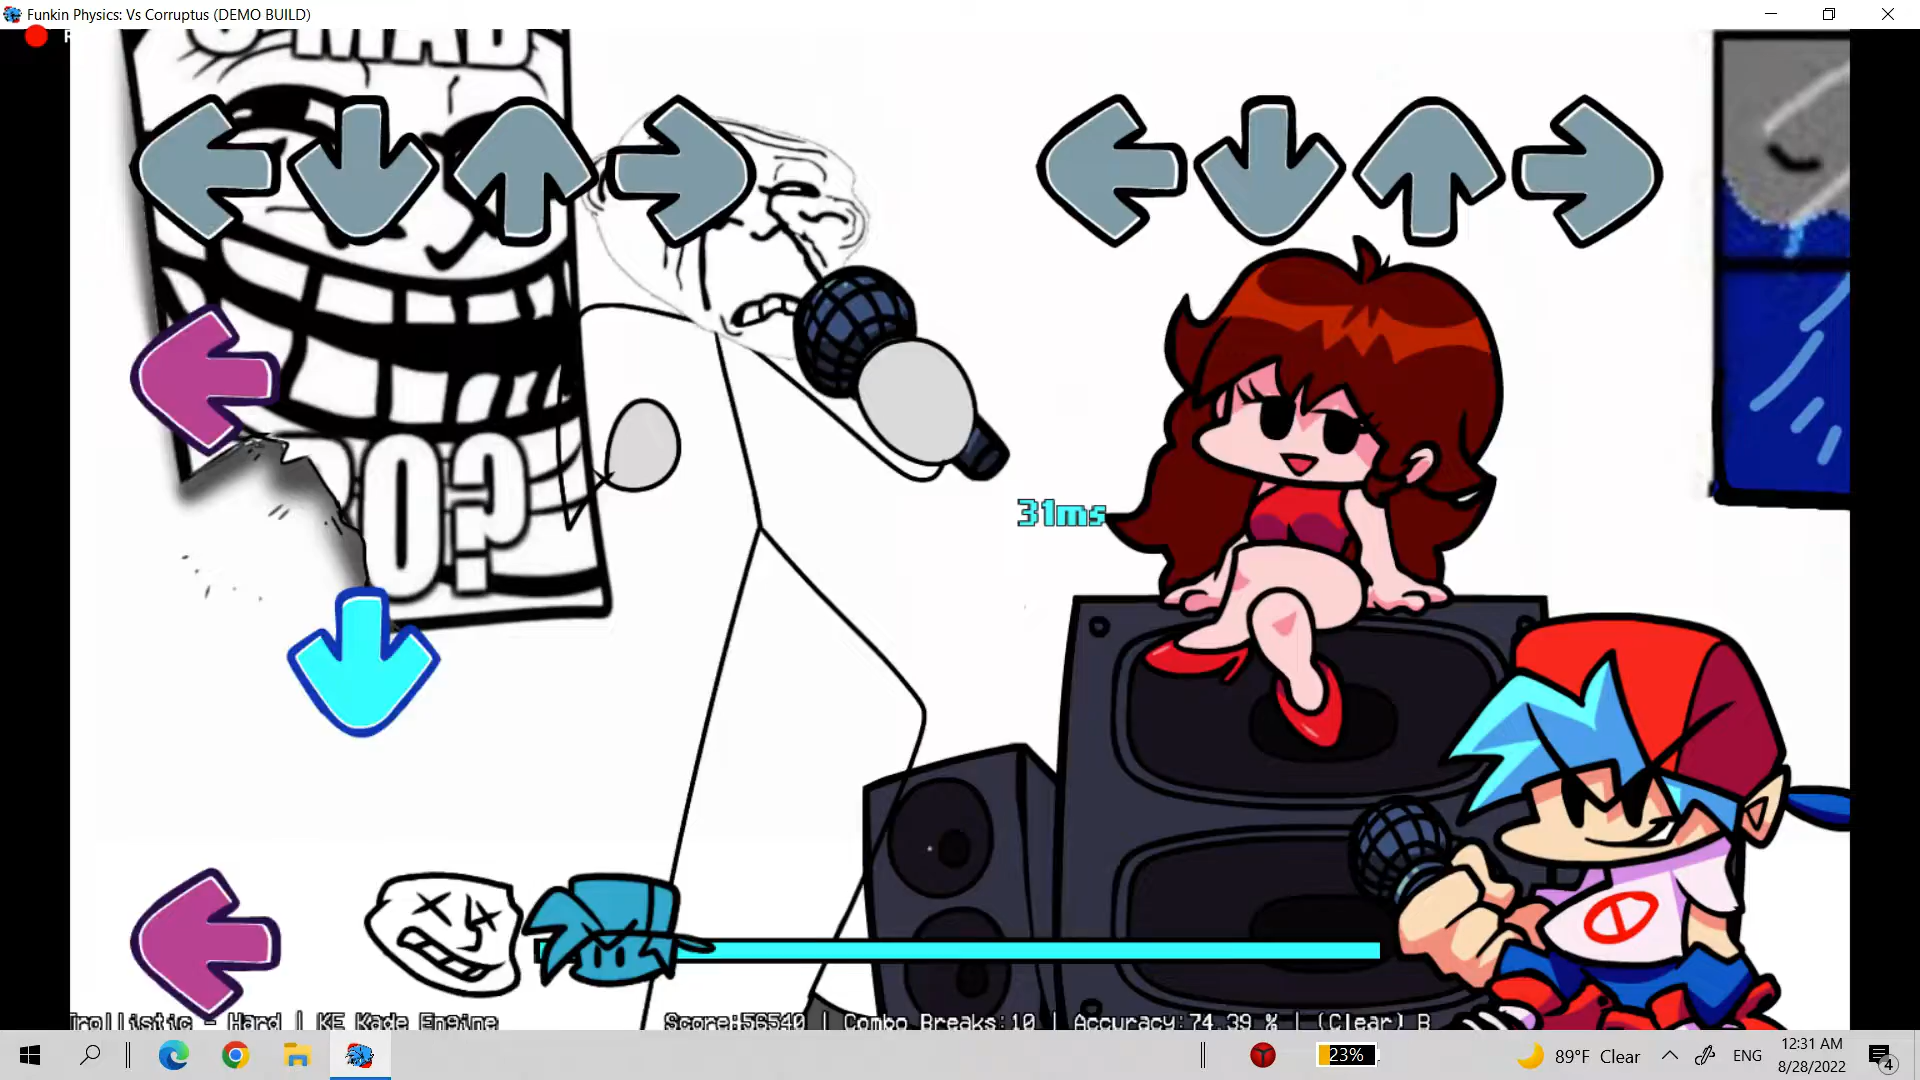 Funkin Physics: Vs Corruptus (DEMO BUILD)
31ms
Trollistic - Hard | KE Kade Engine
Score:56540 | Combo Breaks:10 | Accuracy:74.39 % | (Clear) B
23%
89°F Clear
ENG
12:31 AM
8/28/2022
4